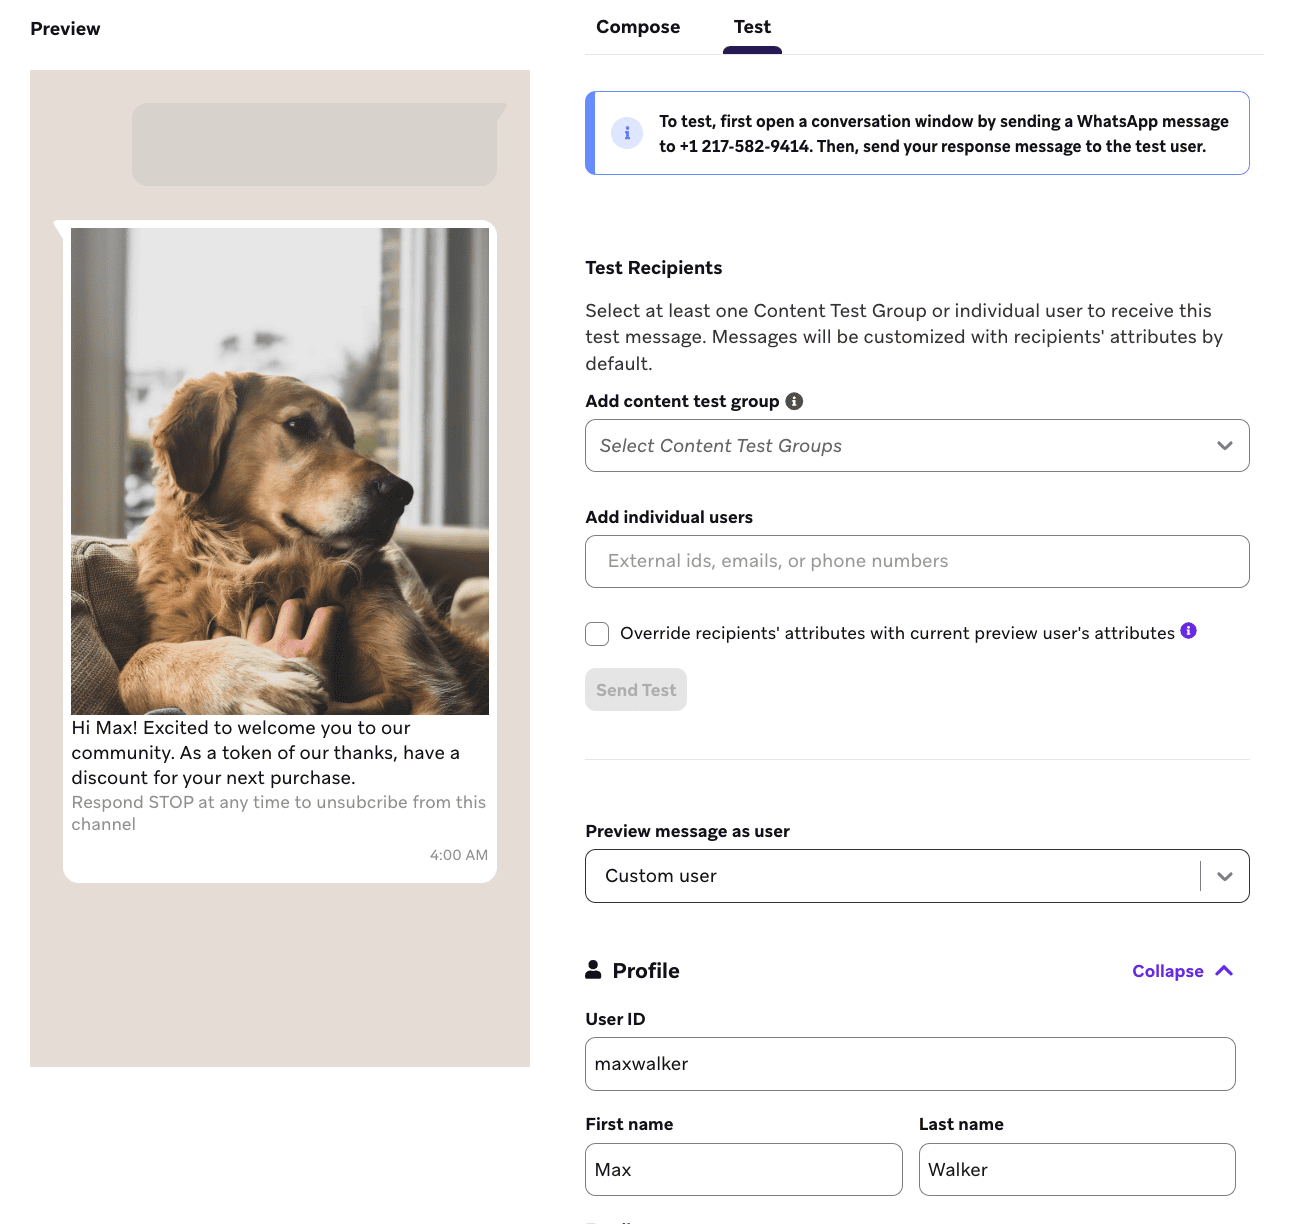 Preview
Hi Max! Excited to welcome you to our
community. As a token of our thanks, have a
discount for your next purchase.
Respond STOP at any time to unsubcribe from this
channel
4:00 AM
Compose
Test
To test, first open a conversation window by sending a WhatsApp message
to +1 217-582-9414. Then, send your response message to the test user.
Test Recipients
Select at least one Content Test Group or individual user to receive this
test message. Messages will be customized with recipients' attributes by
default.
Add content test group
Select Content Test Groups
Add individual users
External ids, emails, or phone numbers
Override recipients' attributes with current preview user's attributes
Send Test
Preview message as user
Custom user
Profile
Collapse
User ID
maxwalker
First name
Last name
Max
Walker